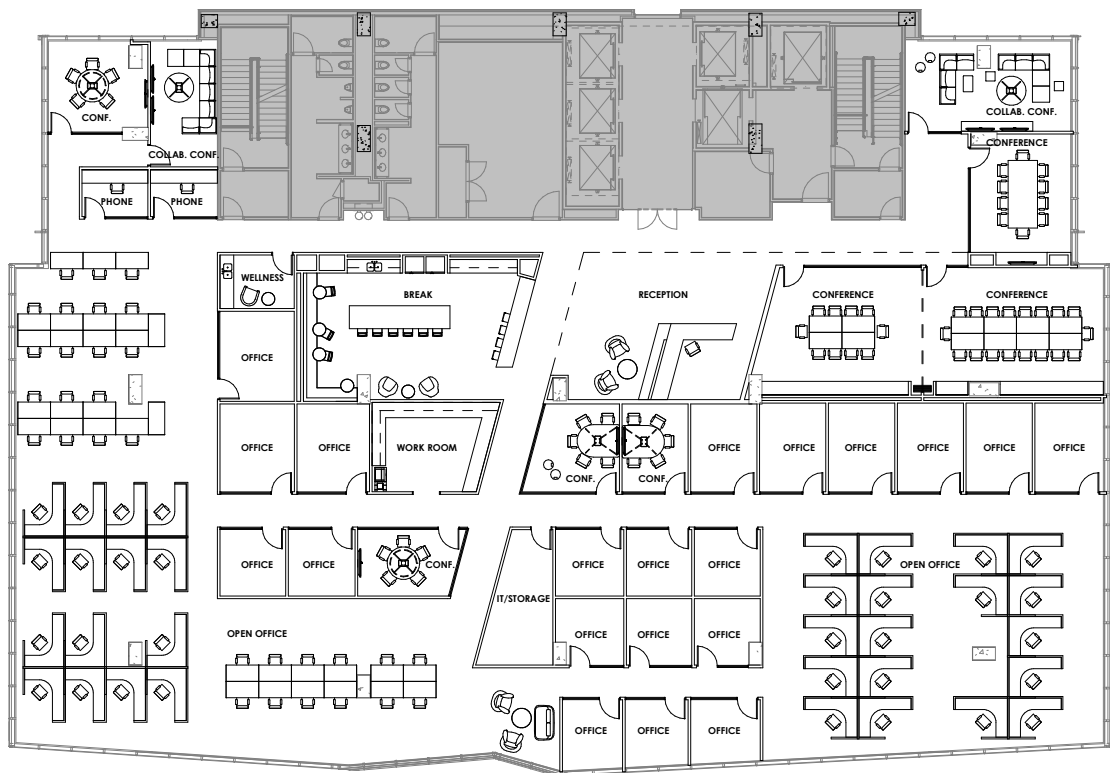 CONF.
COLLAB. CONF.
COLLAB. CONF.
CONFERENCE
PHONE
PHONE
WELLNESS
BREAK
RECEPTION
CONFERENCE
CONFERENCE
OFFICE
OFFICE
OFFICE
WORK ROOM
CONF.
CONF.
OFFICE
OFFICE
OFFICE
OFFICE
OFFICE
OFFICE
OFFICE
OFFICE
CONF.
OFFICE
OFFICE
OFFICE
OPEN OFFICE
IT/STORAGE
OPEN OFFICE
OFFICE
OFFICE
OFFICE
OFFICE
OFFICE
OFFICE